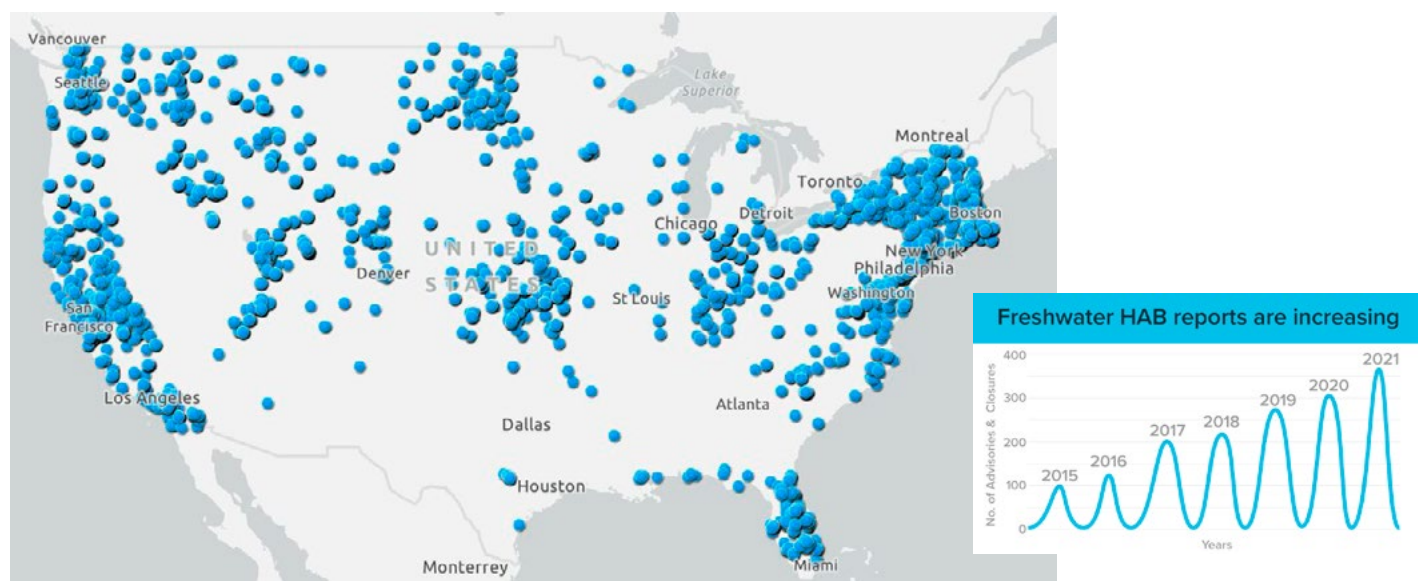 Vancouver
Seattle
Lake
Superior
Montreal
Toronto
Boston
Detroit
Chicago
New York
Philadelphia
UNITED
STATES
Denver
Washington
St Louis
San
Francisco
Los Angeles
Atlanta
Dallas
Houston
Miami
Monterrey
Freshwater HAB reports are increasing
No. of Advisories & Closures
400
300
200
100
0
2015
2016
2017
2018
2019
2020
2021
Years